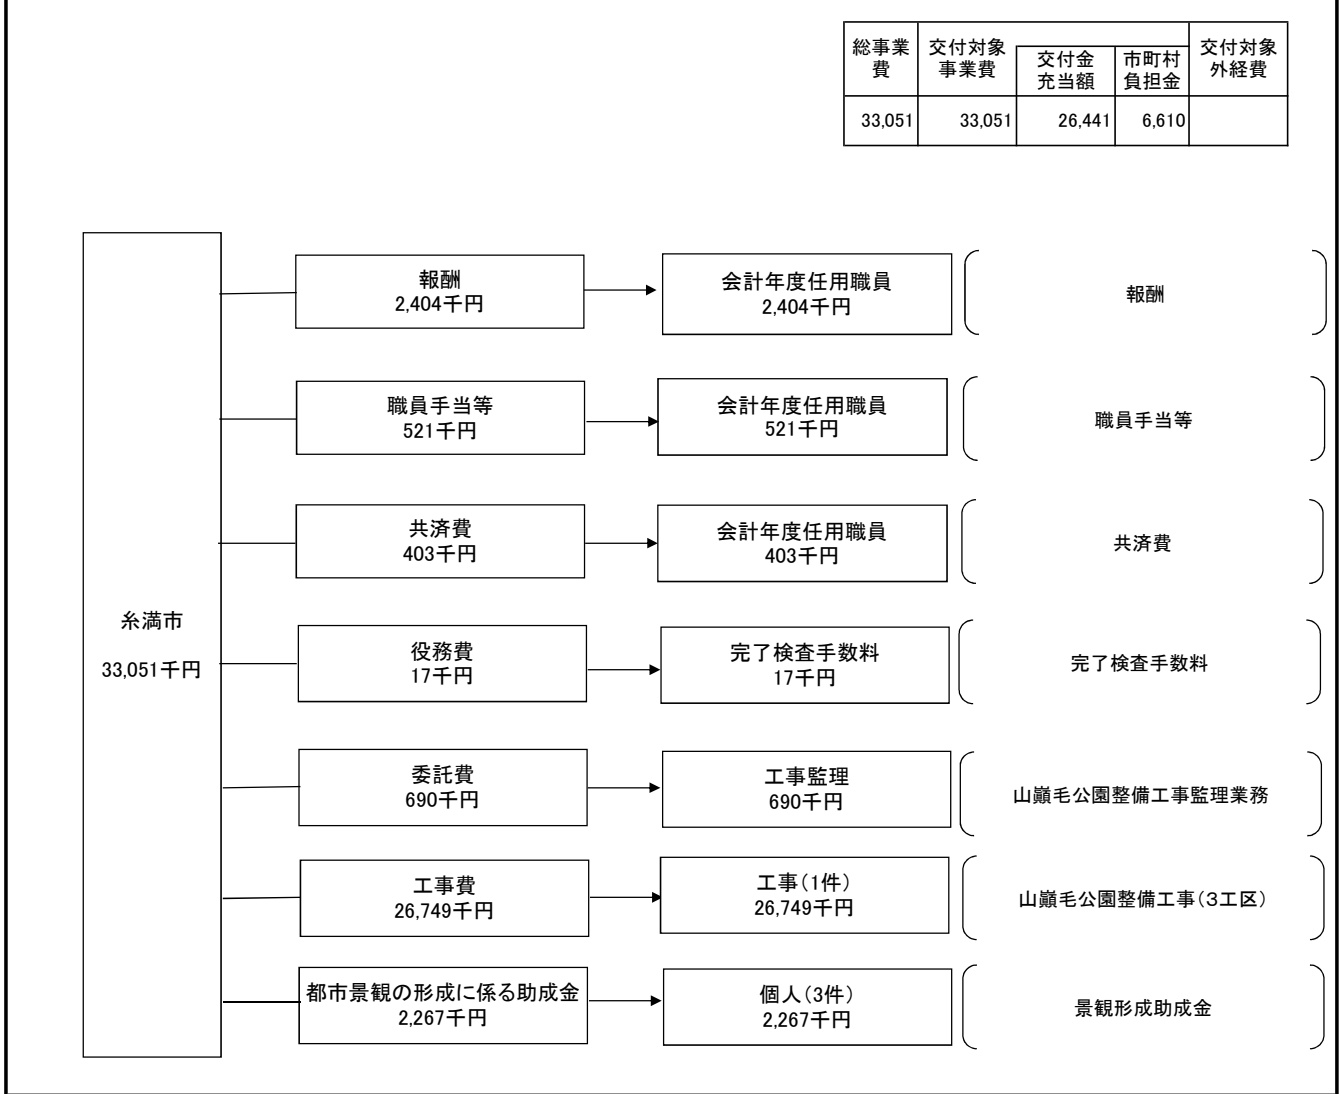 総事業費
交付対象事業費
交付金充当額
市町村負担金
交付対象外経費
33,051
33,051
26,441
6,610
糸満市
33,051千円
報酬
2,404千円
会計年度任用職員
2,404千円
報酬
職員手当等
521千円
会計年度任用職員
521千円
職員手当等
共済費
403千円
会計年度任用職員
403千円
共済費
役務費
17千円
完了検査手数料
17千円
完了検査手数料
委託費
690千円
工事監理
690千円
山巓毛公園整備工事監理業務
工事費
26,749千円
工事(1件)
26,749千円
山巓毛公園整備工事(3工区)
都市景観の形成に係る助成金
2,267千円
個人(3件)
2,267千円
景観形成助成金